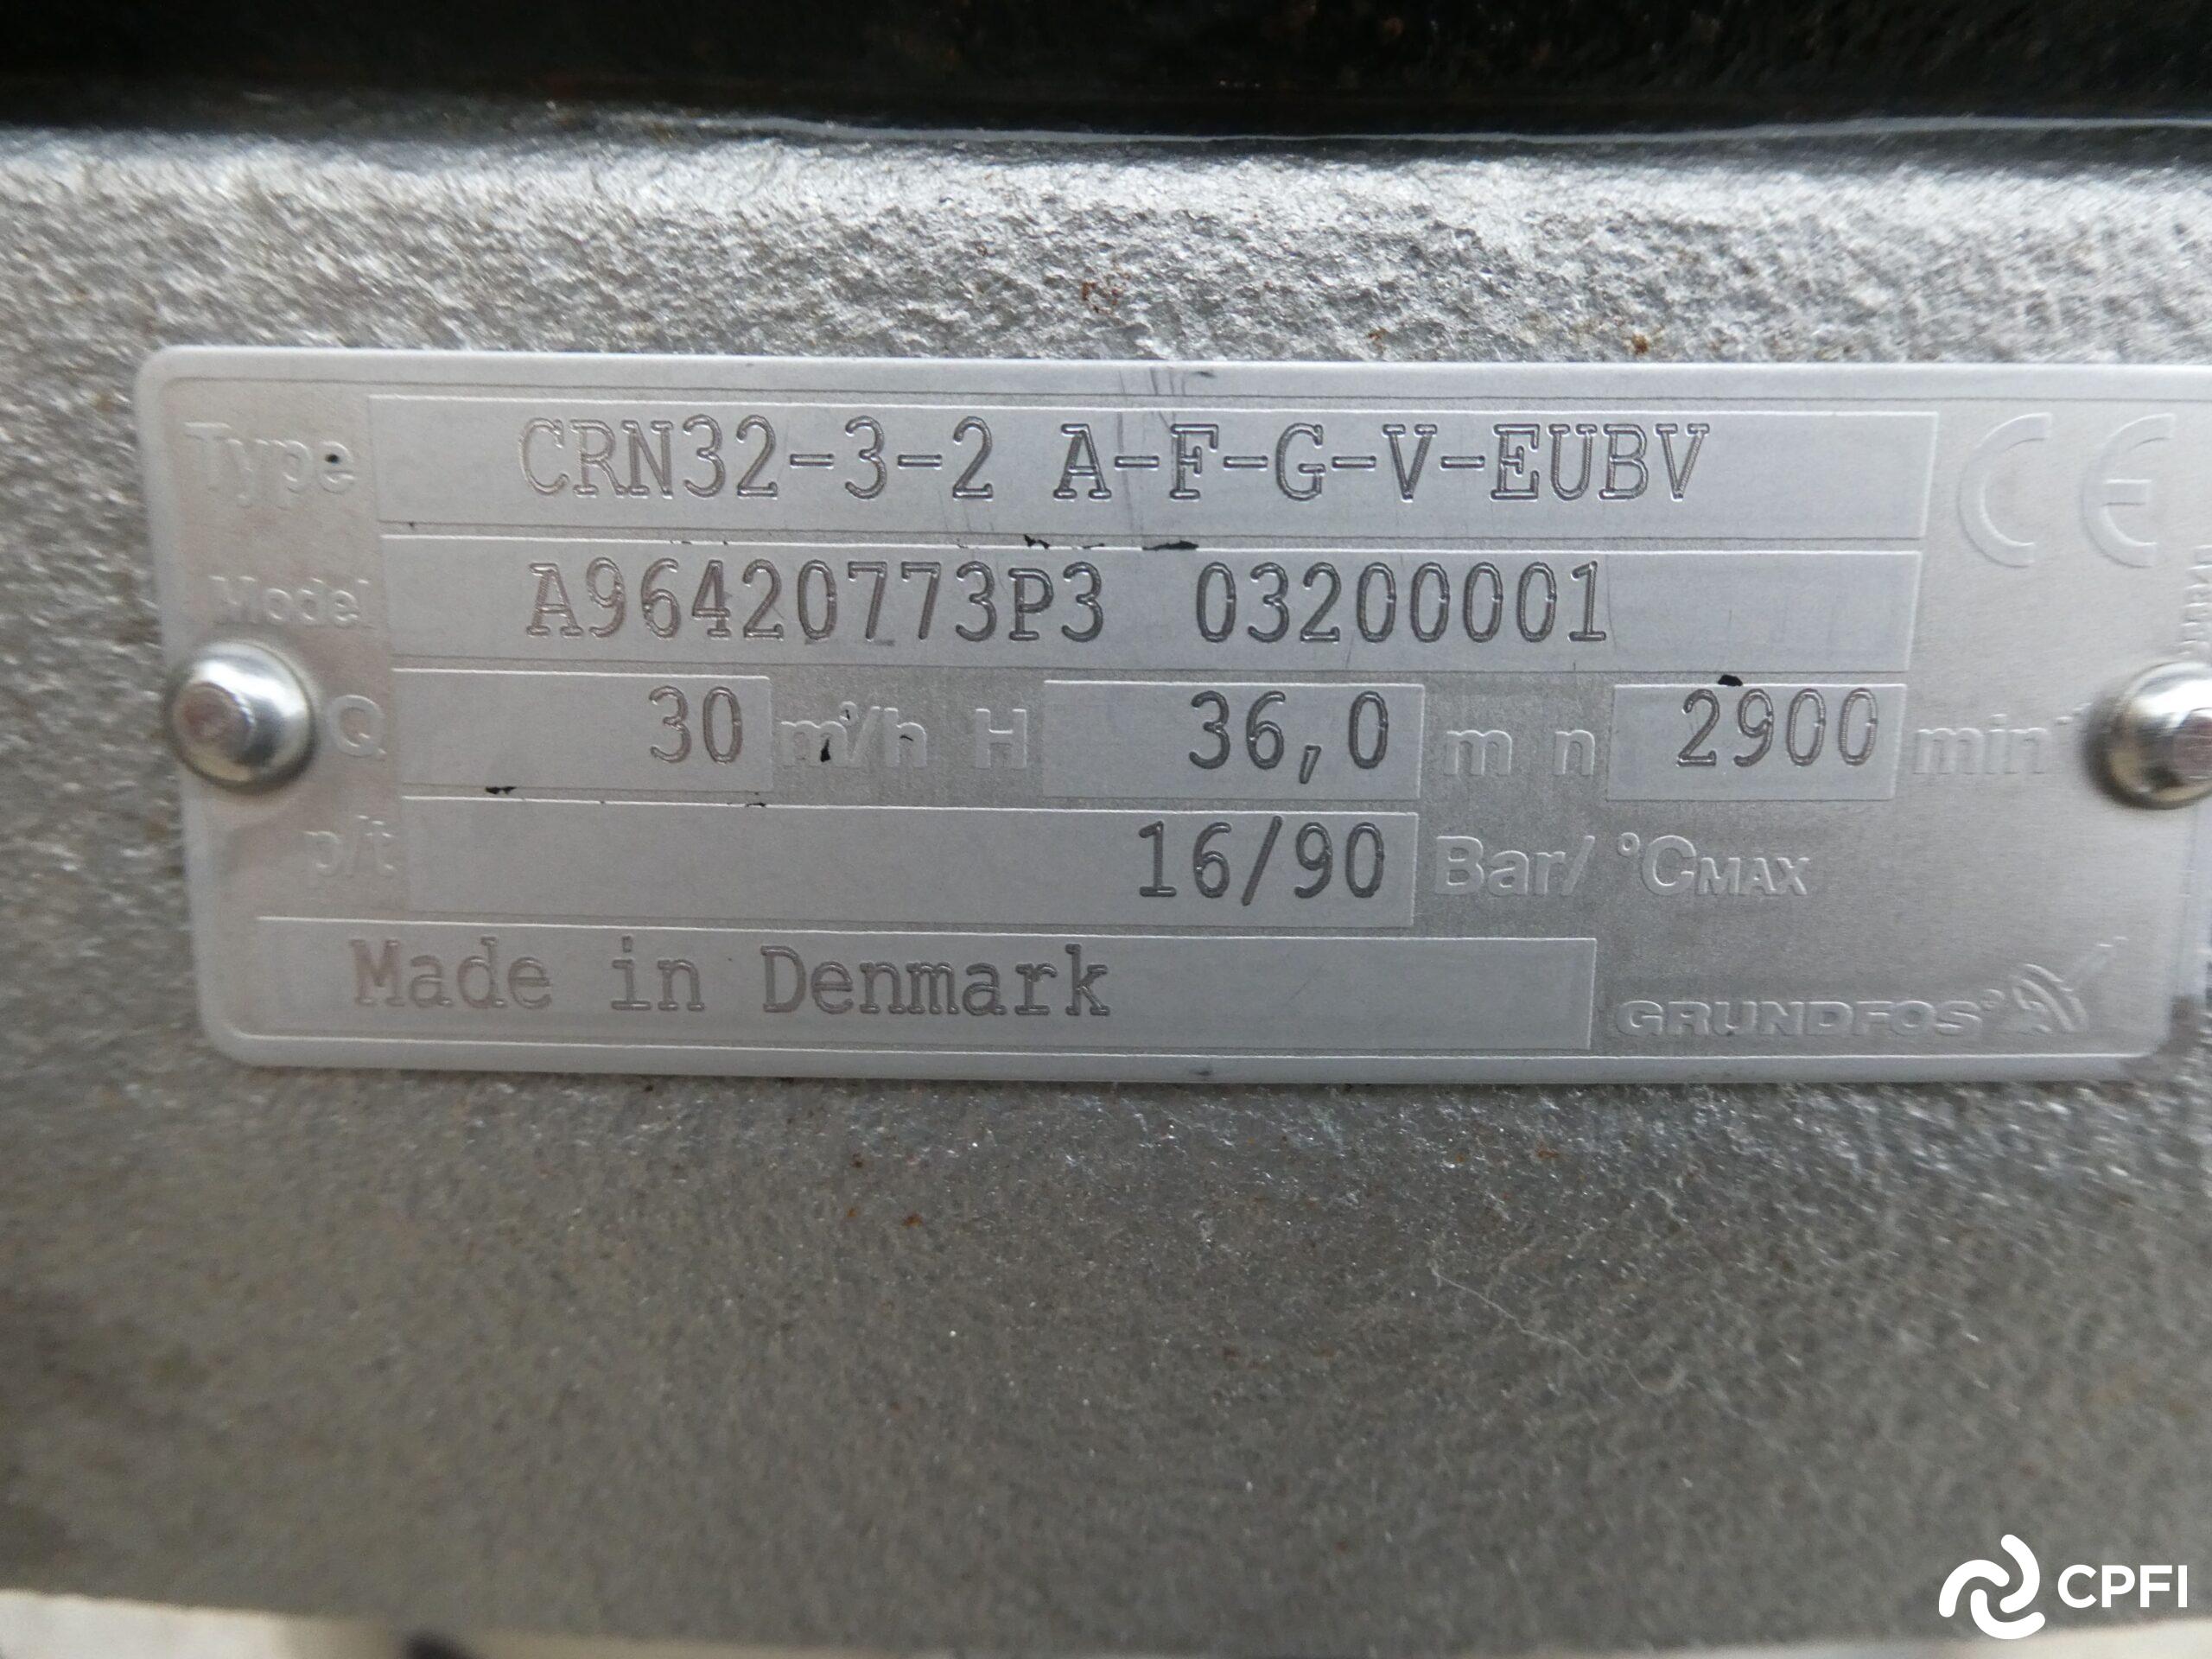 Type CRN32-3-2 A-F-G-V-EUBV CE
Model A96420773P3 03200001
Q 30 m³/h H 36,0 m n 2900 min⁻¹
p/t 16/90 Bar/ °CMAX
Made in Denmark
GRUNDFOS
CPFI